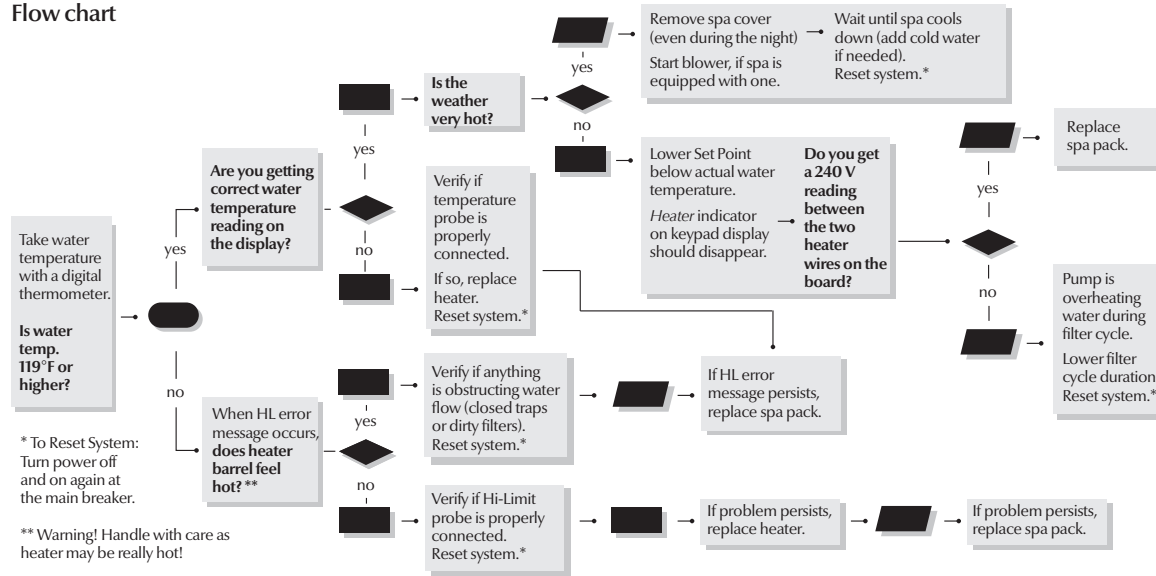 Flow chart
Take water
temperature
with a digital
thermometer.
Is water
temp.
119°F or
higher?
yes
no
Are you getting
correct water
temperature
reading on
the display?
yes
no
Is the
weather
very hot?
yes
no
Remove spa cover
(even during the night)
Start blower, if spa is
equipped with one.
Wait until spa cools
down (add cold water
if needed).
Reset system.*
Lower Set Point
below actual water
temperature.
Heater indicator
on keypad display
should disappear.
Do you get
a 240 V
reading
between
the two
heater
wires on the
board?
yes
no
Replace
spa pack.
Pump is
overheating
water during
filter cycle.
Lower filter
cycle duration
Reset system.*
Verify if
temperature
probe is
properly
connected.
If so, replace
heater.
Reset system.*
When HL error
message occurs,
does heater
barrel feel
hot? **
yes
no
Verify if anything
is obstructing water
flow (closed traps
or dirty filters).
Reset system.*
If HL error
message persists,
replace spa pack.
Verify if Hi-Limit
probe is properly
connected.
Reset system.*
If problem persists,
replace heater.
If problem persists,
replace spa pack.
* To Reset System:
Turn power off
and on again at
the main breaker.
** Warning! Handle with care as
heater may be really hot!